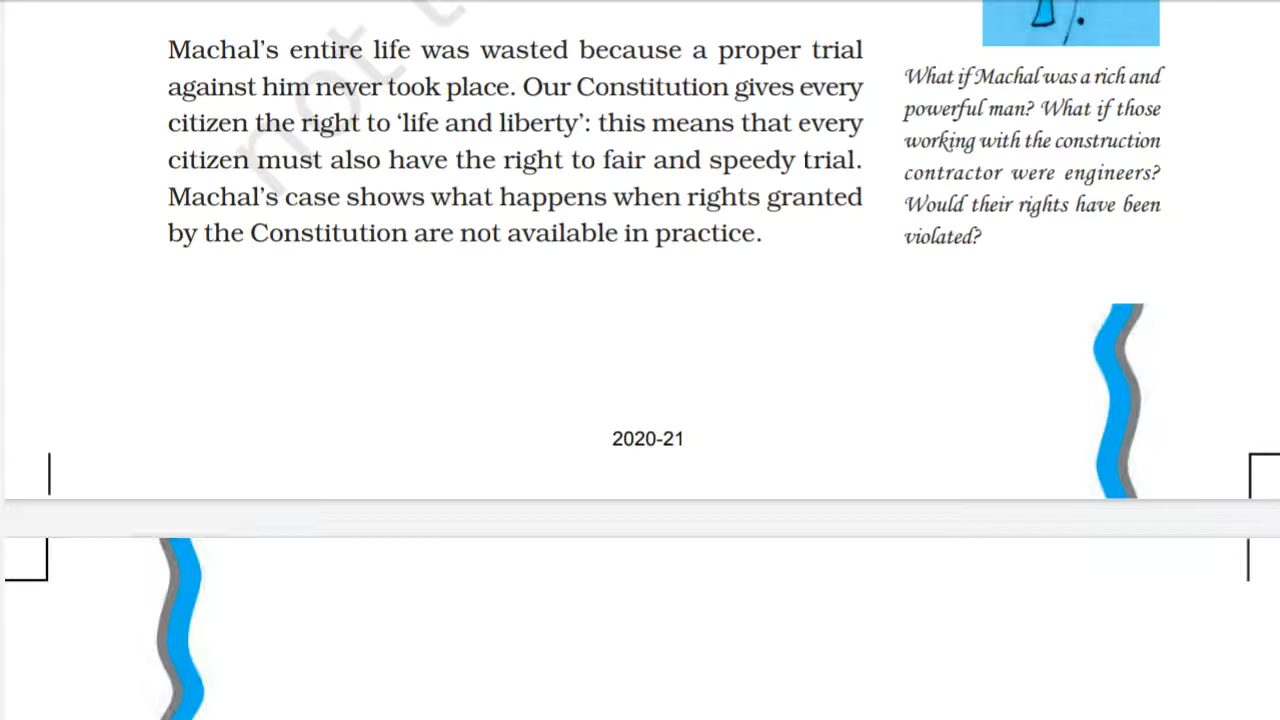 Machal’s entire life was wasted because a proper trial
against him never took place. Our Constitution gives every
citizen the right to ‘life and liberty’: this means that every
citizen must also have the right to fair and speedy trial.
Machal’s case shows what happens when rights granted
by the Constitution are not available in practice.
What if Machal was a rich and
powerful man? What if those
working with the construction
contractor were engineers?
Would their rights have been
violated?
not
2020-21